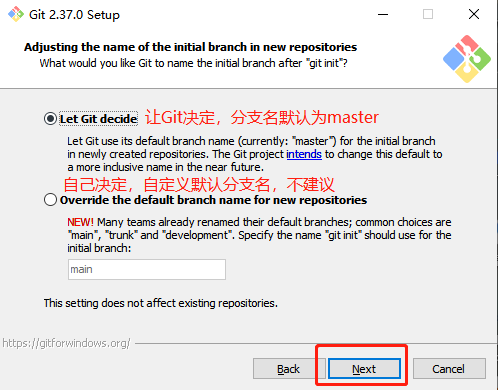 Git 2.37.0 Setup
Adjusting the name of the initial branch in new repositories
What would you like Git to name the initial branch after "git init"?
Let Git decide 让Git决定，分支名默认为master
Let Git use its default branch name (currently: "master") for the initial branch
in newly created repositories. The Git project intends to change this default to
a more inclusive name in the near future.
自己决定，自定义默认分支名，不建议
Override the default branch name for new repositories
NEW! Many teams already renamed their default branches; common choices are
"main", "trunk" and "development". Specify the name "git init" should use for the
initial branch:
main
This setting does not affect existing repositories.
https://gitforwindows.org/
Back Next Cancel